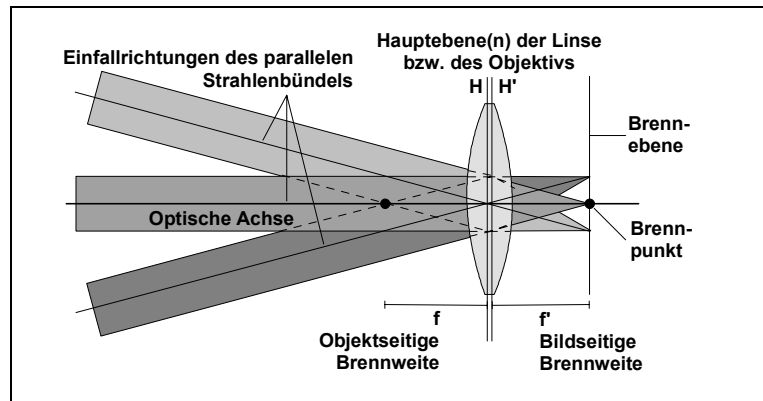 Einfallrichtungen des parallelen
Strahlenbündels
Hauptebene(n) der Linse
bzw. des Objektivs
H H'
Brenn-
ebene
Optische Achse
Brenn-
punkt
f
f'
Objektseitige
Brennweite
Bildseitige
Brennweite